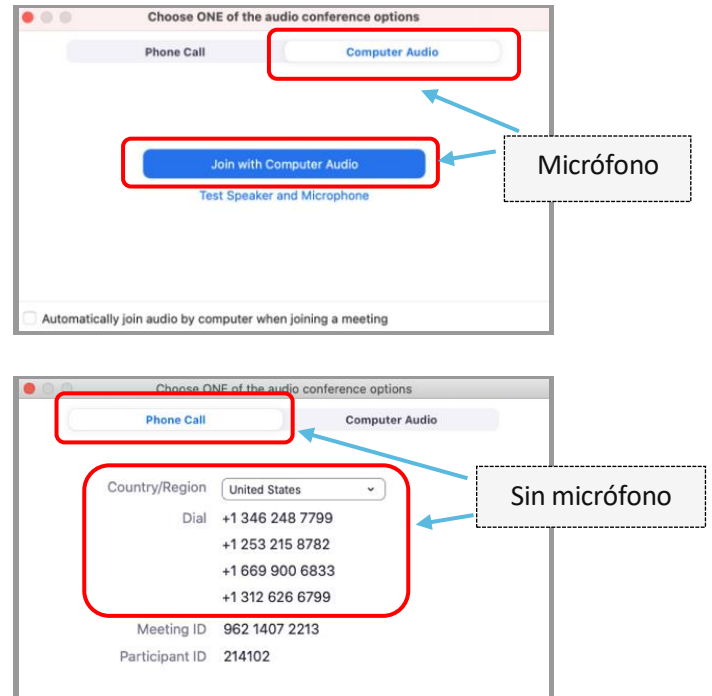 Choose ONE of the audio conference options
Phone Call
Computer Audio
Join with Computer Audio
Micrófono
Test Speaker and Microphone
Automatically join audio by computer when joining a meeting
Choose ONE of the audio conference options
Phone Call
Computer Audio
Country/Region United States
Sin micrófono
Dial +1 346 248 7799
+1 253 215 8782
+1 669 900 6833
+1 312 626 6799
Meeting ID 962 1407 2213
Participant ID 214102